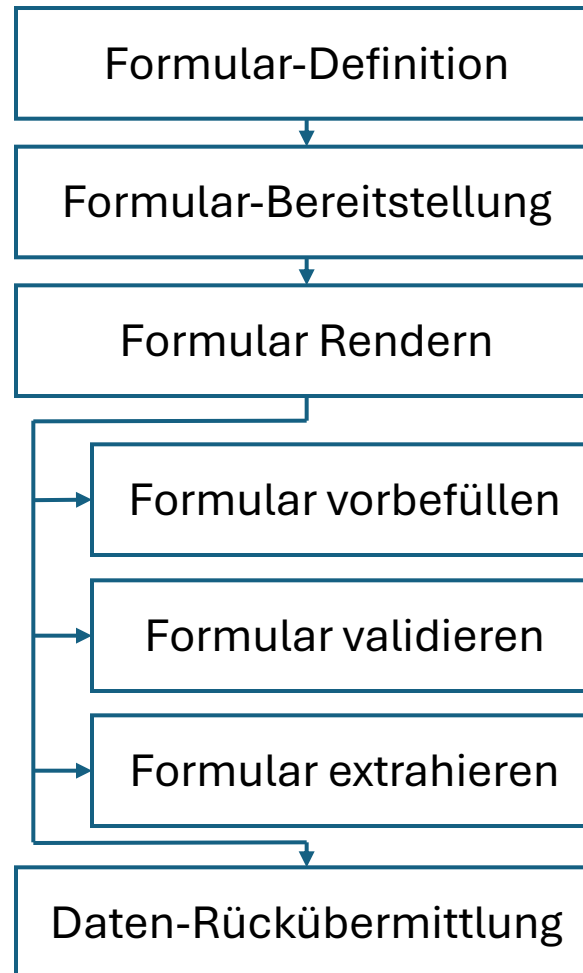 Formular-Definition
Formular-Bereitstellung
Formular Rendern
Formular vorbefüllen
Formular validieren
Formular extrahieren
Daten-Rückübermittlung